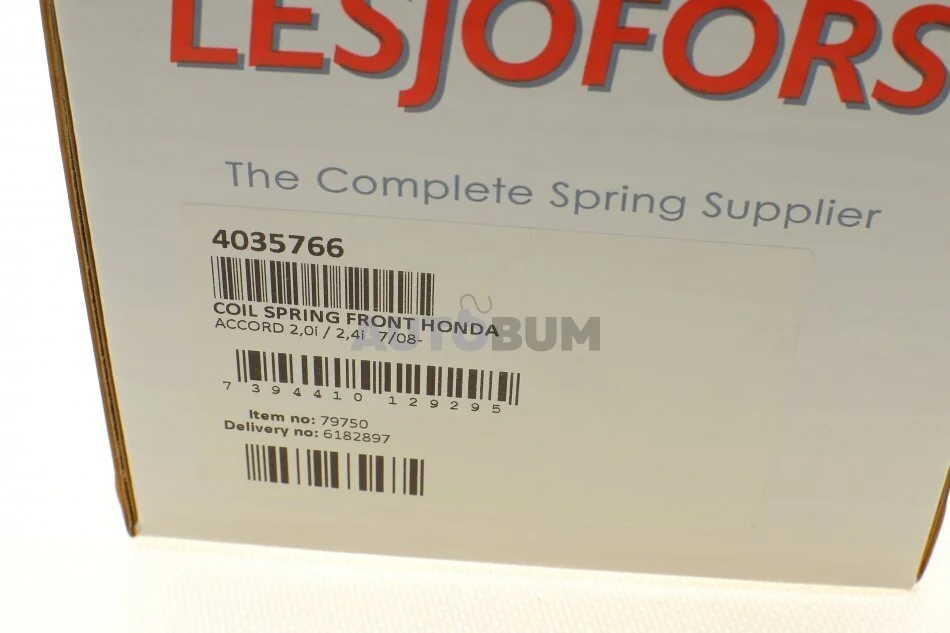 LESJOFORS
The Complete Spring Supplier
4035766
COIL SPRING FRONT HONDA
ACCORD 2,0i / 2,4i 7/08-
AUTOBUM
7 394410 129295
Item no: 79750
Delivery no: 6182897